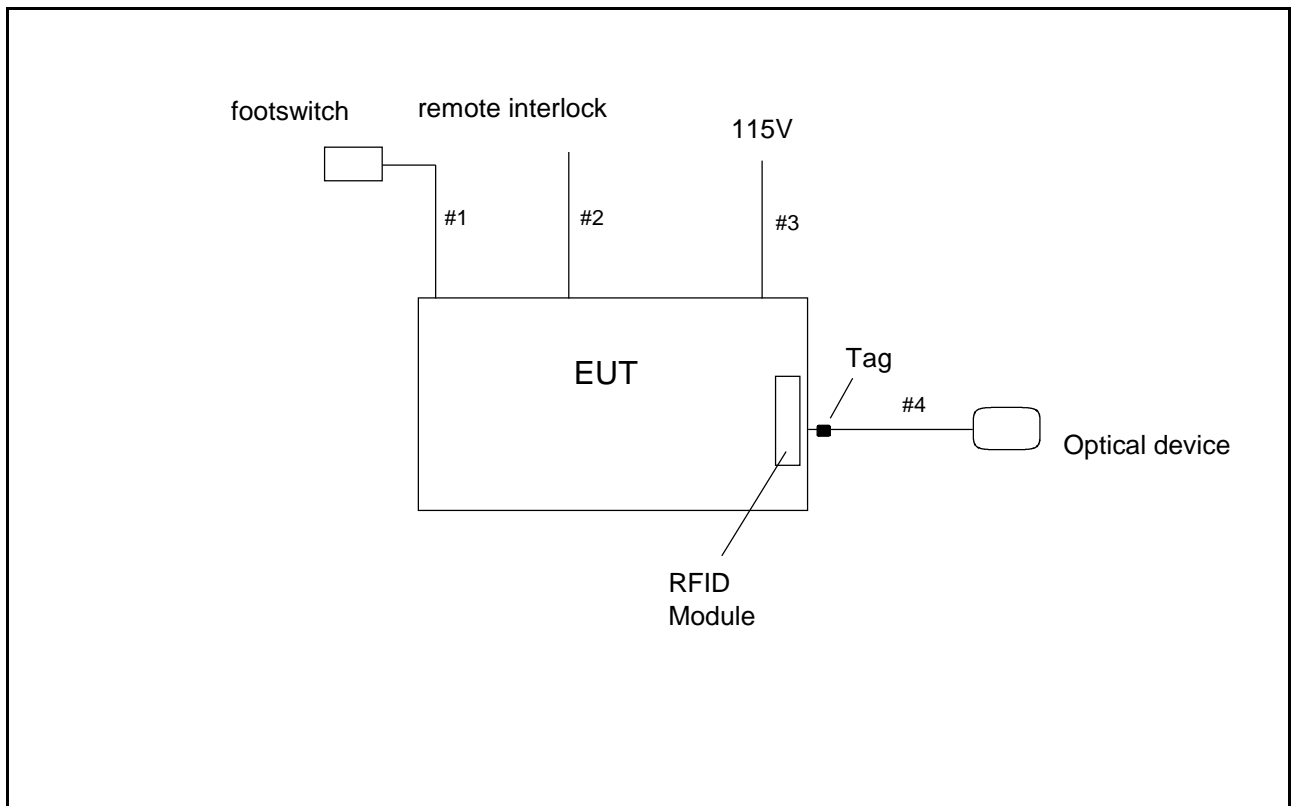 footswitch
remote interlock
115V
#1
#2
#3
EUT
Tag
#4
Optical device
RFID
Module